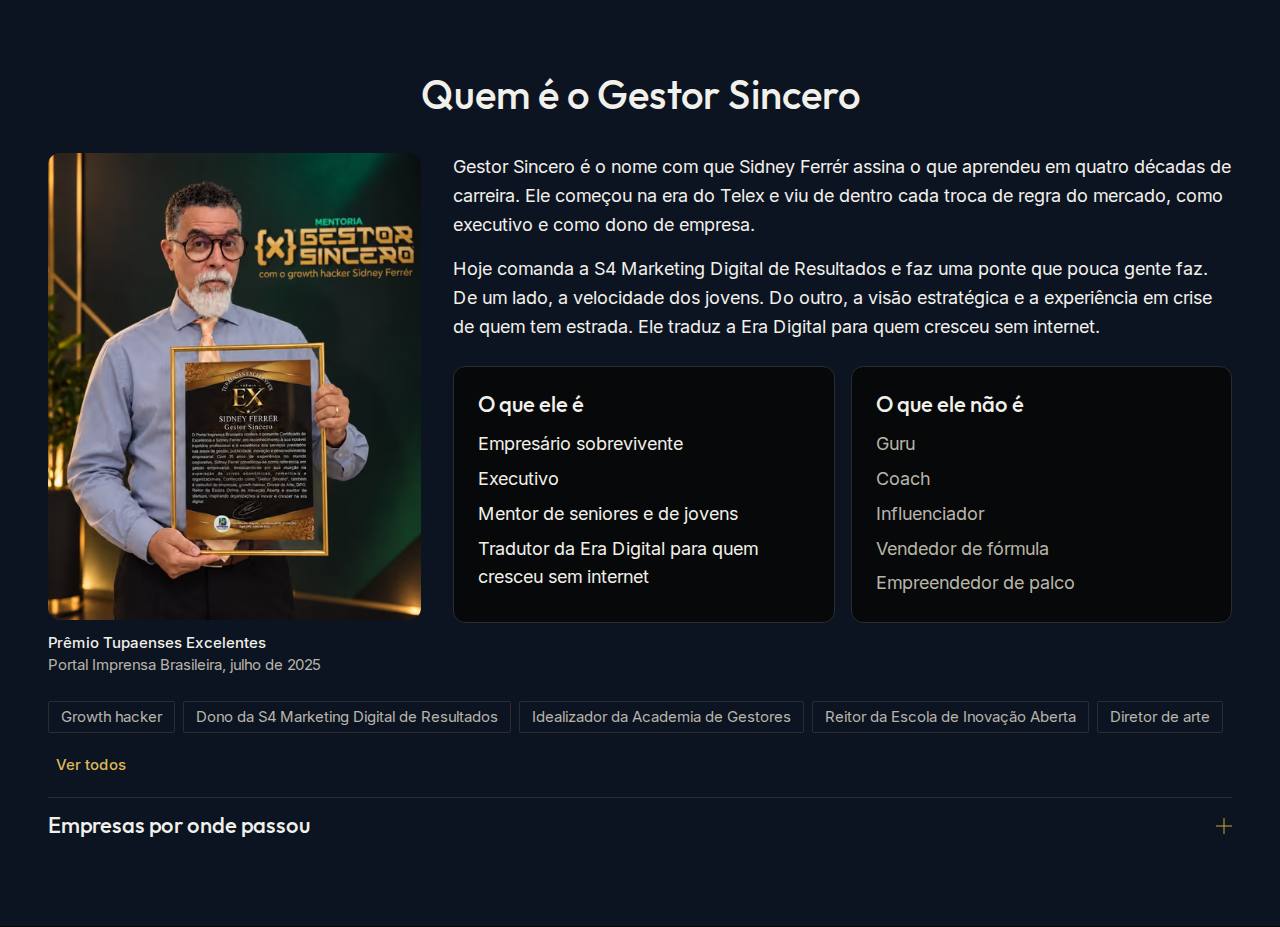 Quem é o Gestor Sincero
MENTORIA
{x} GESTOR
SINCERO
com o growth hacker Sidney Ferrér
EX
SIDNEY FERRÉR
Gestor Sincero
Prêmio Tupaenses Excelentes
Portal Imprensa Brasileira, julho de 2025
Gestor Sincero é o nome com que Sidney Ferrér assina o que aprendeu em quatro décadas de
carreira. Ele começou na era do Telex e viu de dentro cada troca de regra do mercado, como
executivo e como dono de empresa.
Hoje comanda a S4 Marketing Digital de Resultados e faz uma ponte que pouca gente faz.
De um lado, a velocidade dos jovens. Do outro, a visão estratégica e a experiência em crise
de quem tem estrada. Ele traduz a Era Digital para quem cresceu sem internet.
O que ele é
Empresário sobrevivente
Executivo
Mentor de seniores e de jovens
Tradutor da Era Digital para quem
cresceu sem internet
O que ele não é
Guru
Coach
Influenciador
Vendedor de fórmula
Empreendedor de palco
Growth hacker
Dono da S4 Marketing Digital de Resultados
Idealizador da Academia de Gestores
Reitor da Escola de Inovação Aberta
Diretor de arte
Ver todos
Empresas por onde passou